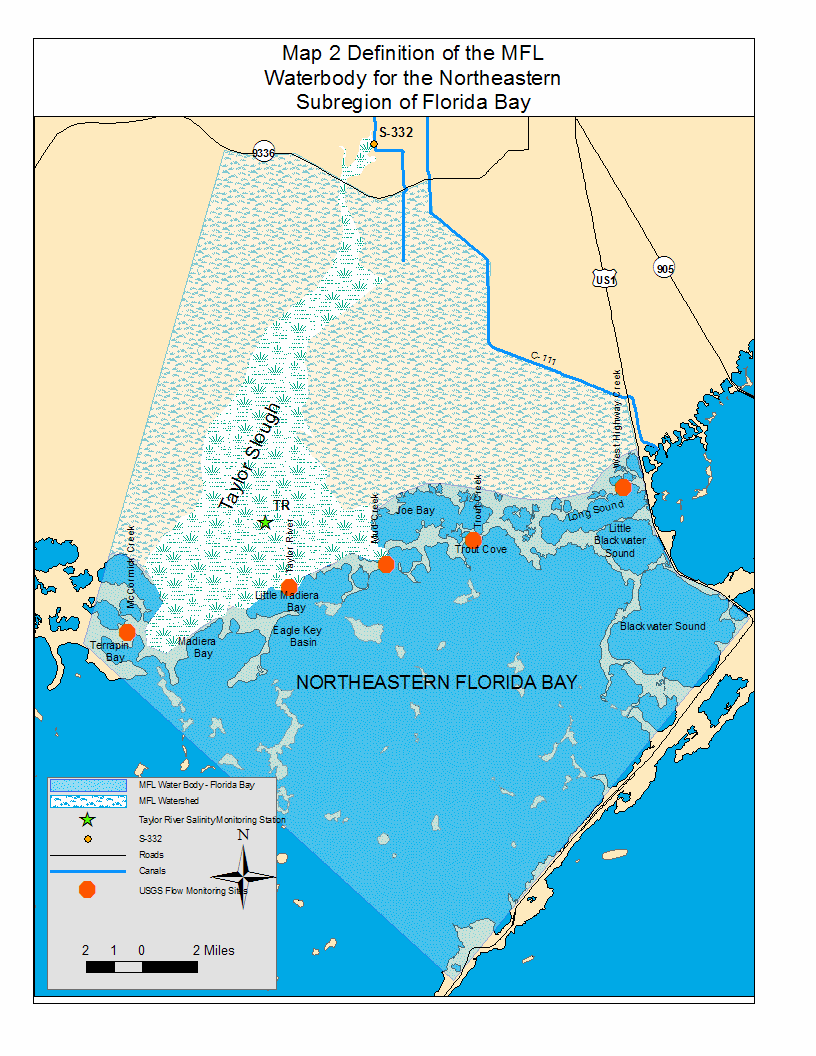 Map 2 Definition of the MFL
Waterbody for the Northeastern
Subregion of Florida Bay
S-332
9336
905
US1
C-111
West Highway Creek
Taylor Slough
TR
Taylor River
Mud Creek
Joe Bay
Trout Creek
Long Sound
Little
Blackwater
Sound
Trout Cove
McCormick Creek
Little Madiera
Bay
Terrapin
Bay
Madiera
Bay
Eagle Key
Basin
Blackwater Sound
NORTHEASTERN FLORIDA BAY
MFL Water Body - Florida Bay
MFL Watershed
Taylor River Salinity Monitoring Station
S-332
Roads
Canals
USGS Flow Monitoring Sites
N
2 1 0 2 Miles